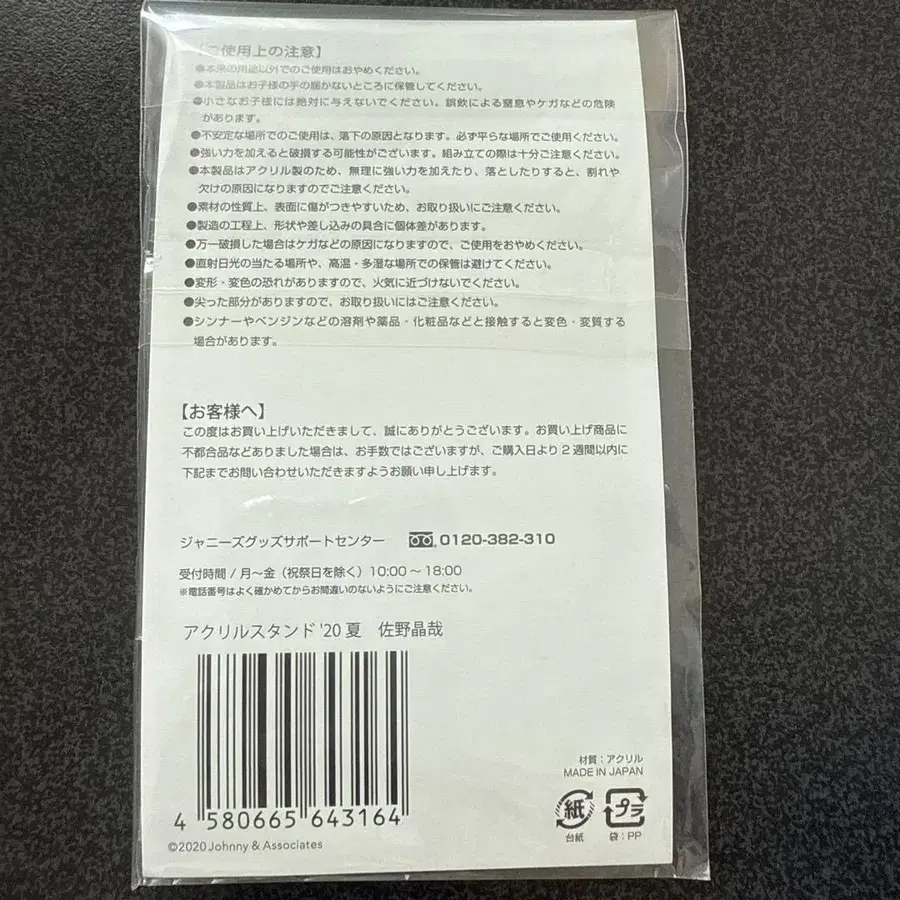 【ご使用上の注意】
●本来の用途以外でのご使用はおやめください。
●本製品はお子様の手の届かないところに保管してください。
●小さなお子様には絶対に与えないでください。誤飲による窒息やケガなどの危険
があります。
●不安定な場所でのご使用は、落下の原因となります。必ず平らな場所でご使用ください。
●強い力を加えると破損する可能性がございます。組み立ての際は十分ご注意ください。
●本製品はアクリル製のため、無理に強い力を加えたり、落としたりすると、割れや
欠けの原因になりますのでご注意ください。
●素材の性質上、表面に傷がつきやすいため、お取り扱いにご注意ください。
●製造の工程上、形状や差し込みの具合に個体差があります。
●万一破損した場合はケガなどの原因になりますので、ご使用をおやめください。
●直射日光の当たる場所や、高温・多湿な場所での保管は避けてください。
●変形・変色の恐れがありますので、火気に近づけないでください。
●尖った部分がありますので、お取り扱いにはご注意ください。
●シンナーやベンジンなどの溶剤や薬品・化粧品などと接触すると変色・変質する
場合があります。
【お客様へ】
この度はお買い上げいただきまして、誠にありがとうございます。お買い上げ商品に
不都合品などありました場合は、お手数ではございますが、ご購入日より2週間以内に
下記までお問い合わせいただきますようお願い申し上げます。
ジャニーズグッズサポートセンター 0120-382-310
受付時間/月〜金（祝祭日を除く）10:00〜18:00
※電話番号はよく確かめてからお間違いのないようにご注意ください。
アクリルスタンド'20夏 佐野晶哉
4 580665 643164
©2020 Johnny & Associates
材質：アクリル
MADE IN JAPAN
紙
台紙
プラ
袋：PP